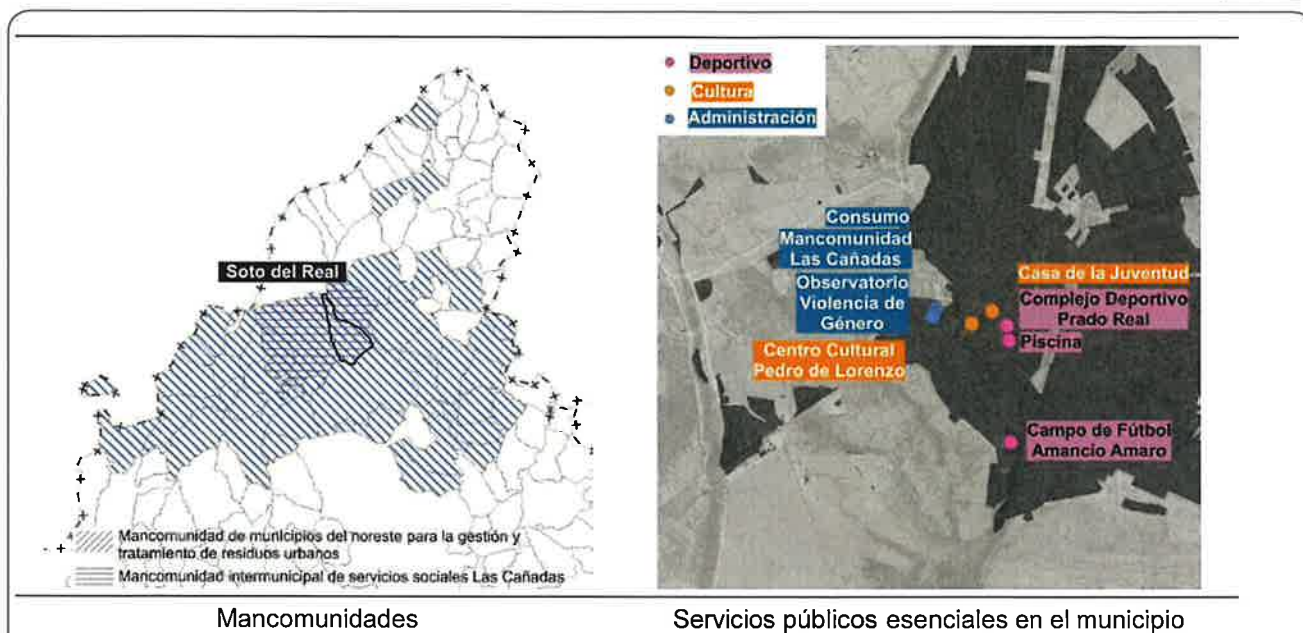 Soto del Real
Mancomunidad de municipios del noreste para la gestión y
tratamiento de residuos urbanos
Mancomunidad intermunicipal de servicios sociales Las Cañadas
Mancomunidades
Deportivo
Cultura
Administración
Consumo
Mancomunidad
Las Cañadas
Observatorio
Violencia de
Género
Centro Cultural
Pedro de Lorenzo
Casa de la Juventud
Complejo Deportivo
Prado Real
Piscina
Campo de Fútbol
Amancio Amaro
Servicios públicos esenciales en el municipio